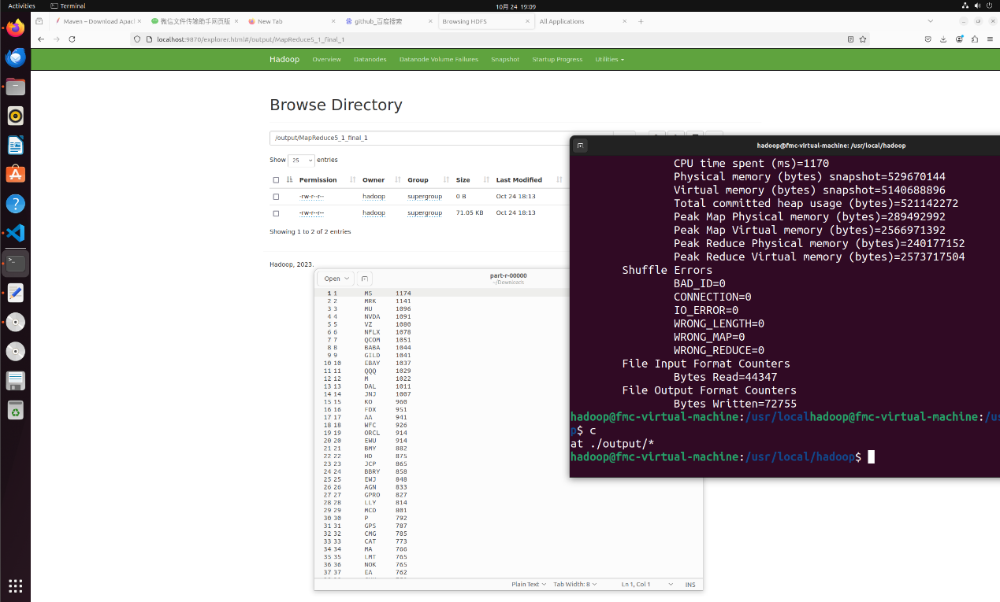 Activities Terminal 10月 24 19:09
Maven – Download Apac 微信文件传输助手网页版 New Tab github_百度搜索 Browsing HDFS All Applications
localhost:9870/explorer.html#/output/MapReduce5_1_final_1
Hadoop Overview Datanodes Datanode Volume Failures Snapshot Startup Progress Utilities
Browse Directory
/output/MapReduce5_1_final_1
Show 25 entries
Permission Owner Group Size Last Modified
-rw-r--r-- hadoop supergroup 0 B Oct 24 18:13
-rw-r--r-- hadoop supergroup 71.05 KB Oct 24 18:13
Showing 1 to 2 of 2 entries
Hadoop, 2023.
Open part-r-00000
~/Downloads
1 1 MS 1174
2 2 MRK 1141
3 3 MU 1096
4 4 NVDA 1091
5 5 VZ 1080
6 6 NFLX 1078
7 7 QCOM 1051
8 8 BABA 1044
9 9 GILD 1041
10 10 EBAY 1037
11 11 QQQ 1029
12 12 M 1022
13 13 DAL 1011
14 14 JNJ 1007
15 15 KO 960
16 16 FDX 951
17 17 AA 941
18 18 WFC 926
19 19 ORCL 914
20 20 EWU 914
21 21 BMY 882
22 22 HD 875
23 23 JCP 865
24 24 BBRY 858
25 25 EWJ 848
26 26 AGN 833
27 27 GPRO 827
28 28 LLY 814
29 29 MCD 801
30 30 P 792
31 31 GPS 787
32 32 CMG 785
33 33 CAT 773
34 34 MA 766
35 35 LMT 765
36 36 NOK 765
37 37 EA 762
Plain Text Tab Width: 8 Ln 1, Col 1 INS
hadoop@fmc-virtual-machine: /usr/local/hadoop
CPU time spent (ms)=1170
Physical memory (bytes) snapshot=529670144
Virtual memory (bytes) snapshot=5140688896
Total committed heap usage (bytes)=521142272
Peak Map Physical memory (bytes)=289492992
Peak Map Virtual memory (bytes)=2566971392
Peak Reduce Physical memory (bytes)=240177152
Peak Reduce Virtual memory (bytes)=2573717504
Shuffle Errors
BAD_ID=0
CONNECTION=0
IO_ERROR=0
WRONG_LENGTH=0
WRONG_MAP=0
WRONG_REDUCE=0
File Input Format Counters
Bytes Read=44347
File Output Format Counters
Bytes Written=72755
hadoop@fmc-virtual-machine:/usr/localhadoop@fmc-virtual-machine:/us
p$ c
at ./output/*
hadoop@fmc-virtual-machine:/usr/local/hadoop$